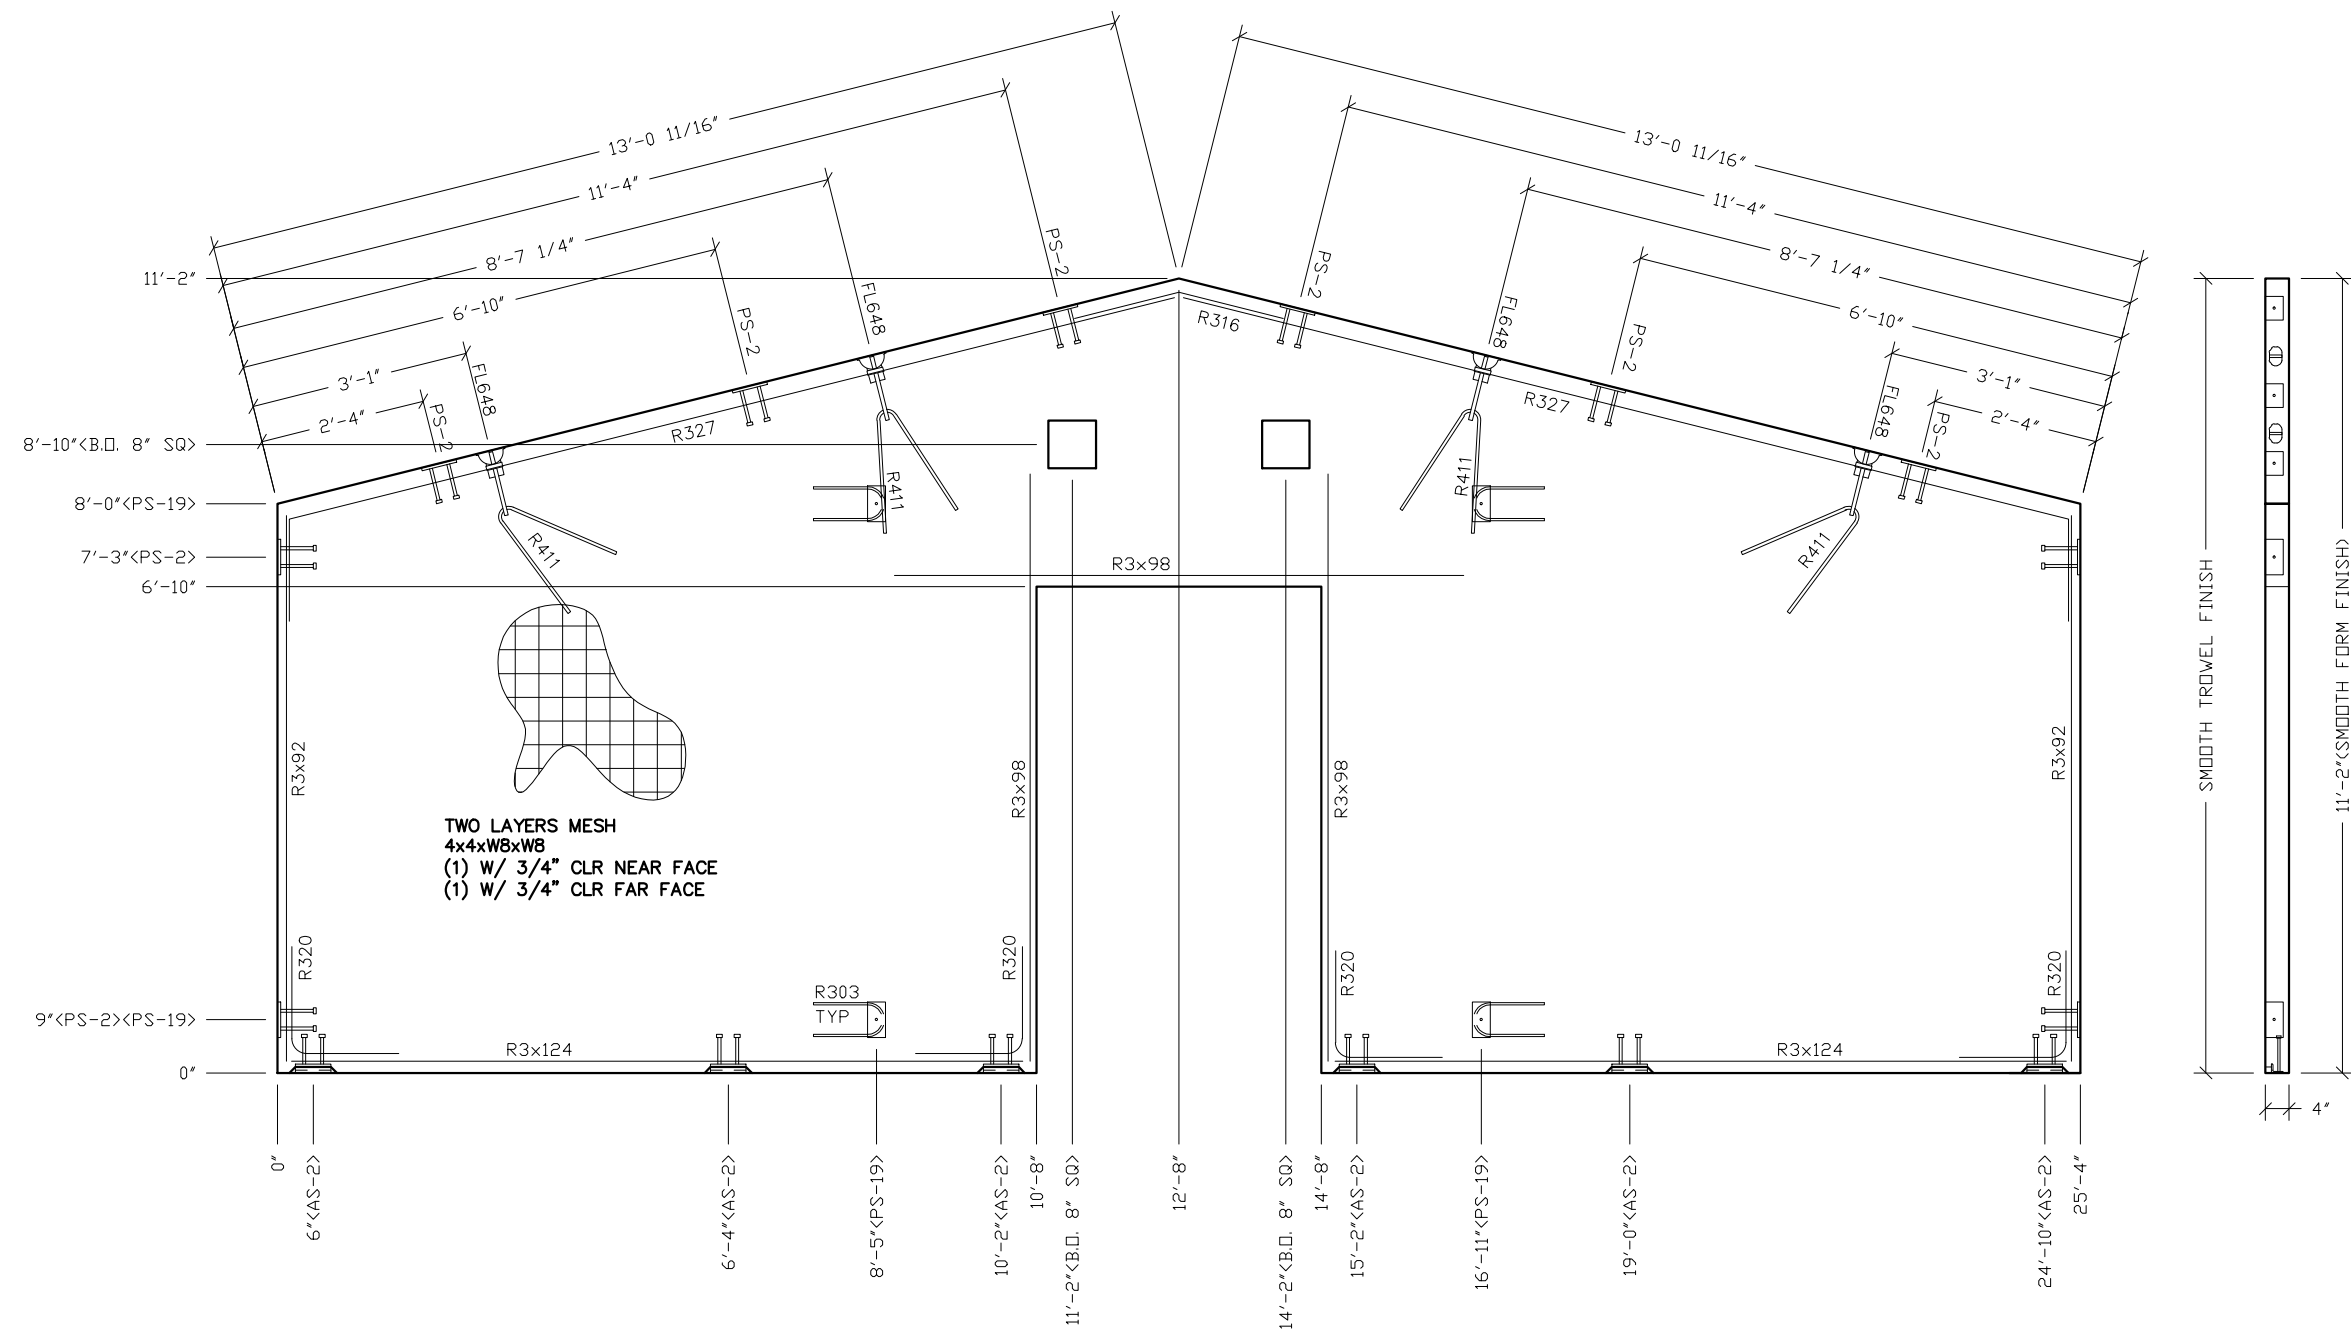 13'-0 11/16"
11'-4"
8'-7 1/4"
6'-10"
3'-1"
2'-4"
13'-0 11/16"
11'-4"
8'-7 1/4"
6'-10"
3'-1"
2'-4"
PS-2
FL648
PS-2
FL648
PS-2
PS-2
FL648
PS-2
FL648
PS-2
11'-2"
8'-10"<B.O. 8" SQ>
8'-0"<PS-19>
7'-3"<PS-2>
6'-10"
9"<PS-2><PS-19>
0"
R327
R316
R327
R411
R411
R411
R411
R3x98
R3x92
R3x98
R3x98
R3x92
TWO LAYERS MESH
4x4xW8xW8
(1) W/ 3/4" CLR NEAR FACE
(1) W/ 3/4" CLR FAR FACE
R320
R320
R320
R320
R303
TYP
R3x124
R3x124
0"
6"<AS-2>
6'-4"<AS-2>
8'-5"<PS-19>
10'-2"<AS-2>
10'-8"
11'-2"<B.O. 8" SQ>
12'-8"
14'-2"<B.O. 8" SQ>
14'-8"
15'-2"<AS-2>
16'-11"<PS-19>
19'-0"<AS-2>
24'-10"<AS-2>
25'-4"
SMOOTH TROWEL FINISH
11'-2"<SMOOTH FORM FINISH>
4"